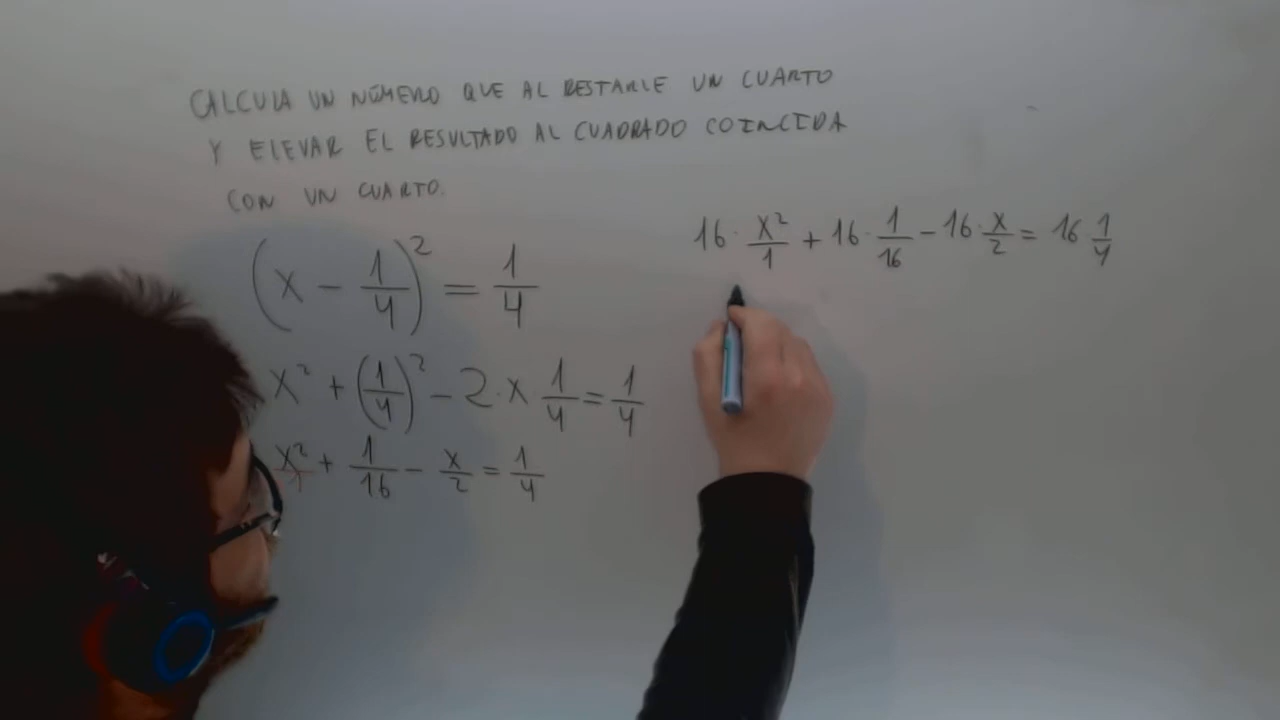 CALCULA UN NÚMERO QUE AL RESTARLE UN CUARTO
Y ELEVAR EL RESULTADO AL CUADRADO COINCIDA
CON UN CUARTO.
(x - 1/4)² = 1/4
x² + (1/4)² - 2·x 1/4 = 1/4
x²/1 + 1/16 - x/2 = 1/4
16· x²/1 + 16· 1/16 - 16· x/2 = 16 1/4